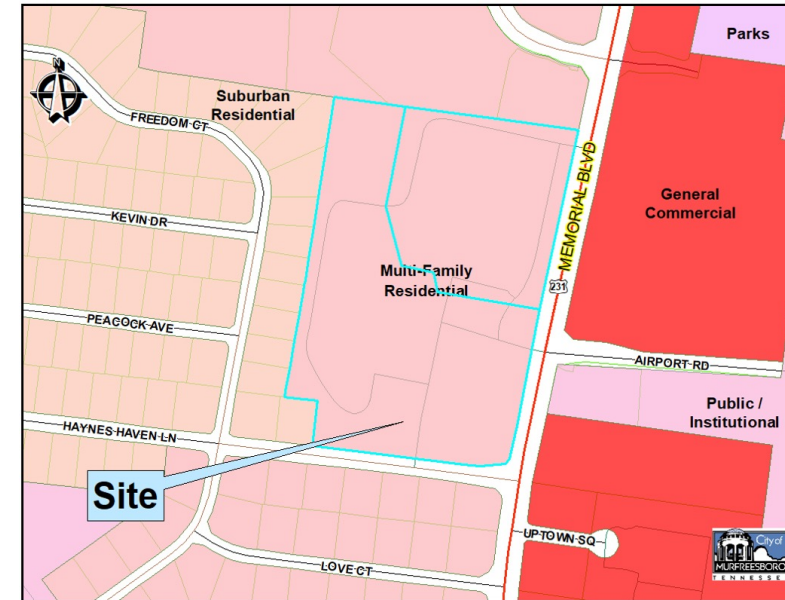 Parks
N
Suburban
Residential
FREEDOM CT
MEMORIAL BLVD
General
Commercial
KEVIN DR
Multi-Family
Residential
231
PEACOCK AVE
AIRPORT RD
Public /
Institutional
HAYNES HAVEN LN
Site
UPTOWN SQ
City of
MURFREESBORO
TENNESSEE
LOVE CT